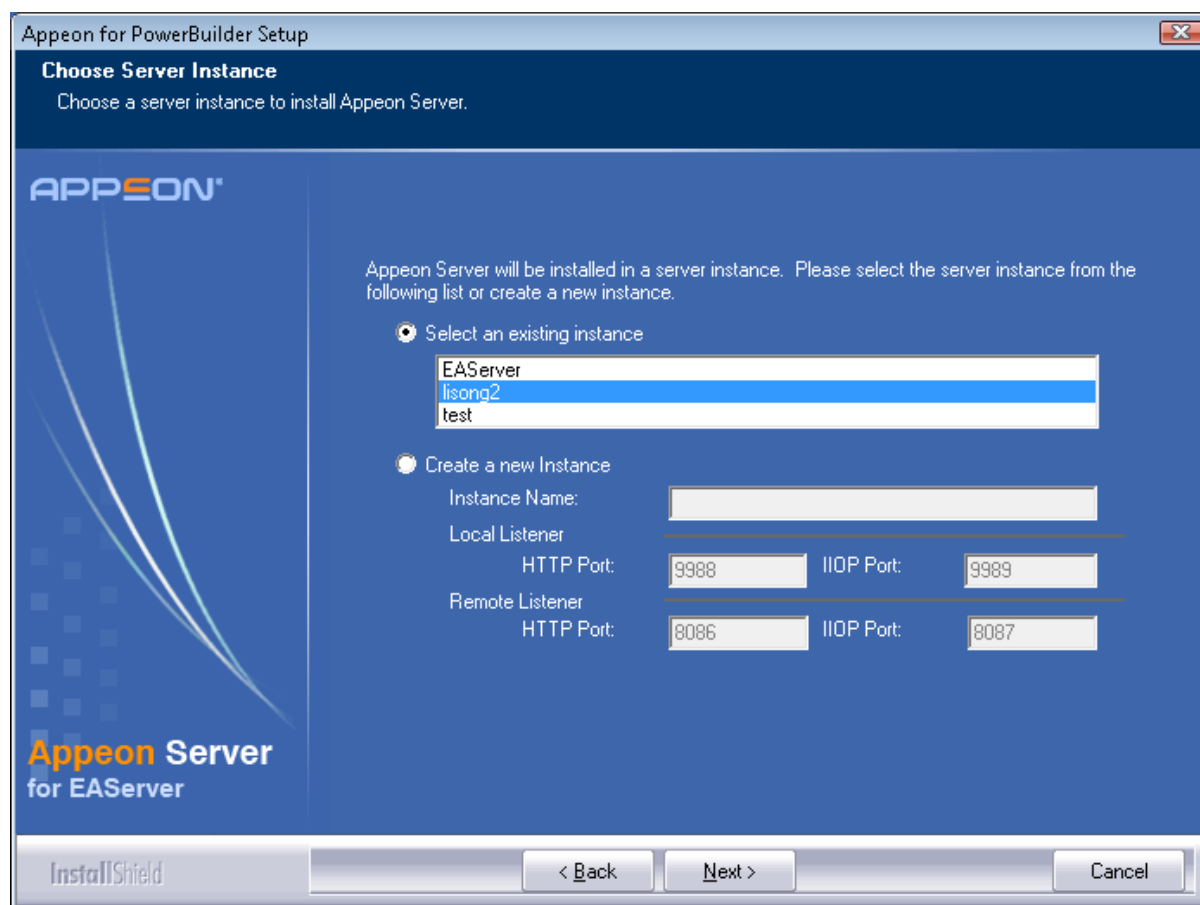 Appeon for PowerBuilder Setup
Choose Server Instance
Choose a server instance to install Appeon Server.
APPEON
Appeon Server will be installed in a server instance.  Please select the server instance from the
following list or create a new instance.
Select an existing instance
EAServer
lisong2
test
Create a new Instance
Instance Name:
Local Listener
HTTP Port: 9988 IIOP Port: 9989
Remote Listener
HTTP Port: 8086 IIOP Port: 8087
Appeon Server
for EAServer
InstallShield
< Back Next > Cancel